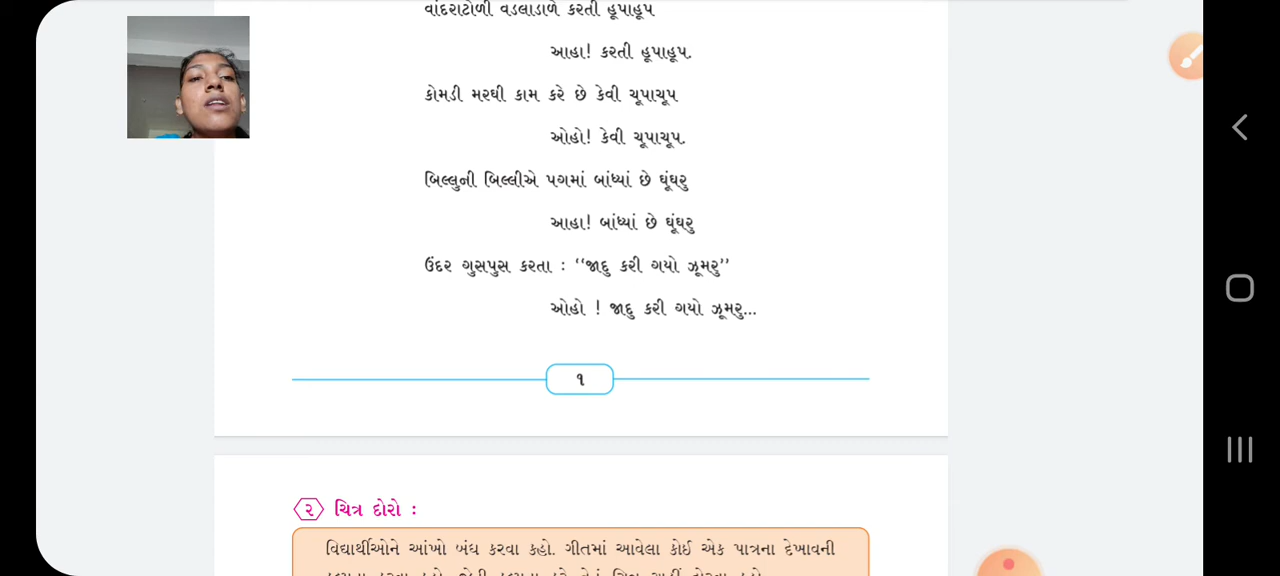 વાંદરાટોળી વડલાડાળે કરતી હૂપાહૂપ
આહા! કરતી હૂપાહૂપ.
કોમડી મરઘી કામ કરે છે કેવી ચૂપાચૂપ
ઓહો! કેવી ચૂપાચૂપ.
બિલ્લુની બિલ્લીએ પગમાં બાંધ્યાં છે ઘૂંઘરુ
આહા! બાંધ્યાં છે ઘૂંઘરુ
ઉંદર ગુસપુસ કરતા : ‘‘જાદુ કરી ગયો ઝૂમરુ’’
ઓહો ! જાદુ કરી ગયો ઝૂમરુ...
૧
૨ ચિત્ર દોરો :
વિદ્યાર્થીઓને આંખો બંધ કરવા કહો. ગીતમાં આવેલા કોઈ એક પાત્રના દેખાવની